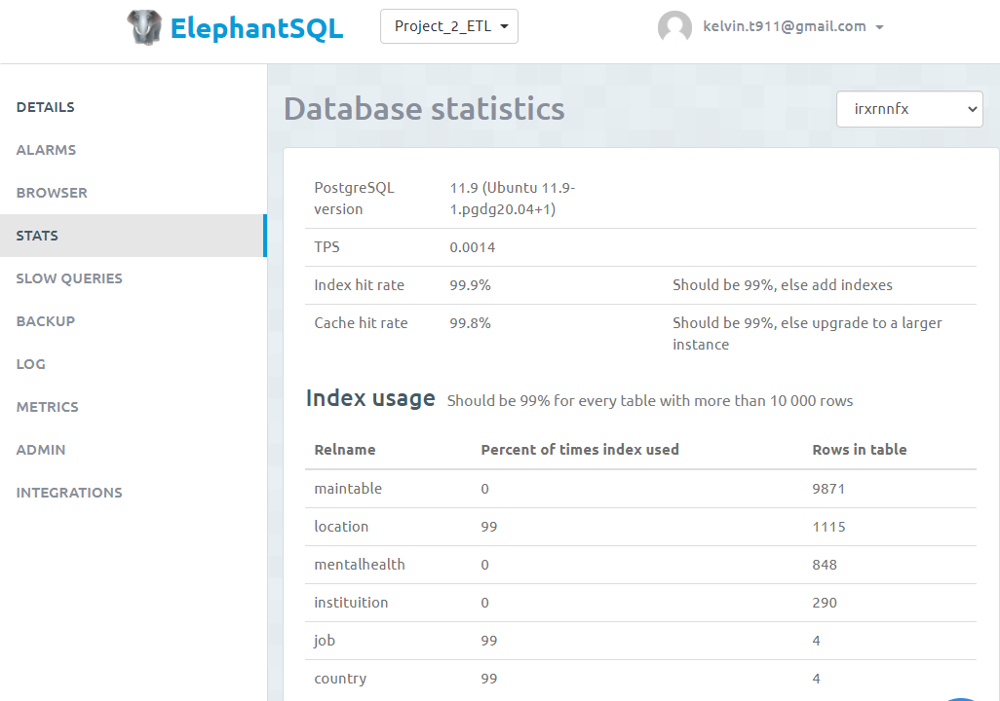 ElephantSQL
Project_2_ETL
kelvin.t911@gmail.com
DETAILS
ALARMS
BROWSER
STATS
SLOW QUERIES
BACKUP
LOG
METRICS
ADMIN
INTEGRATIONS
Database statistics
irxrnnfx
PostgreSQL
version
11.9 (Ubuntu 11.9-
1.pgdg20.04+1)
TPS 0.0014
Index hit rate 99.9% Should be 99%, else add indexes
Cache hit rate 99.8% Should be 99%, else upgrade to a larger
instance
Index usage Should be 99% for every table with more than 10 000 rows
Relname Percent of times index used Rows in table
maintable 0 9871
location 99 1115
mentalhealth 0 848
instituition 0 290
job 99 4
country 99 4